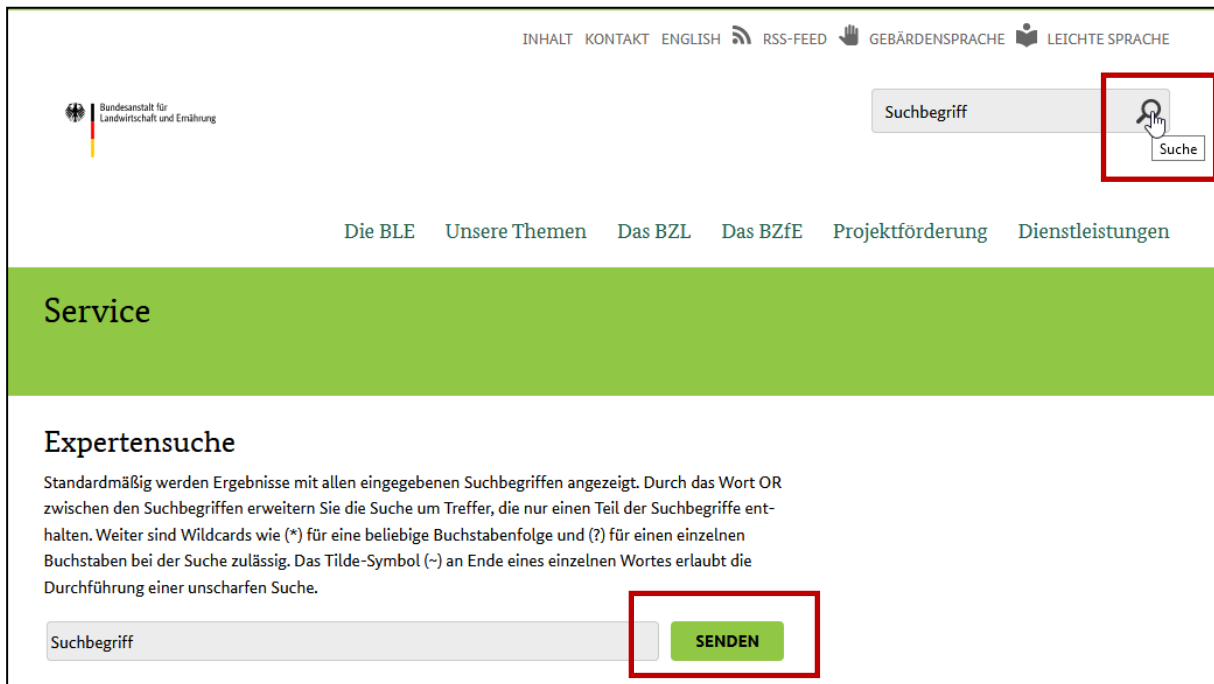 INHALT KONTAKT ENGLISH RSS-FEED GEBÄRDENSPRACHE LEICHTE SPRACHE
Bundesanstalt für
Landwirtschaft und Ernährung
Suchbegriff
Suche
Die BLE Unsere Themen Das BZL Das BZfE Projektförderung Dienstleistungen
Service
Expertensuche
Standardmäßig werden Ergebnisse mit allen eingegebenen Suchbegriffen angezeigt. Durch das Wort OR
zwischen den Suchbegriffen erweitern Sie die Suche um Treffer, die nur einen Teil der Suchbegriffe ent-
halten. Weiter sind Wildcards wie (*) für eine beliebige Buchstabenfolge und (?) für einen einzelnen
Buchstaben bei der Suche zulässig. Das Tilde-Symbol (~) an Ende eines einzelnen Wortes erlaubt die
Durchführung einer unscharfen Suche.
Suchbegriff SENDEN